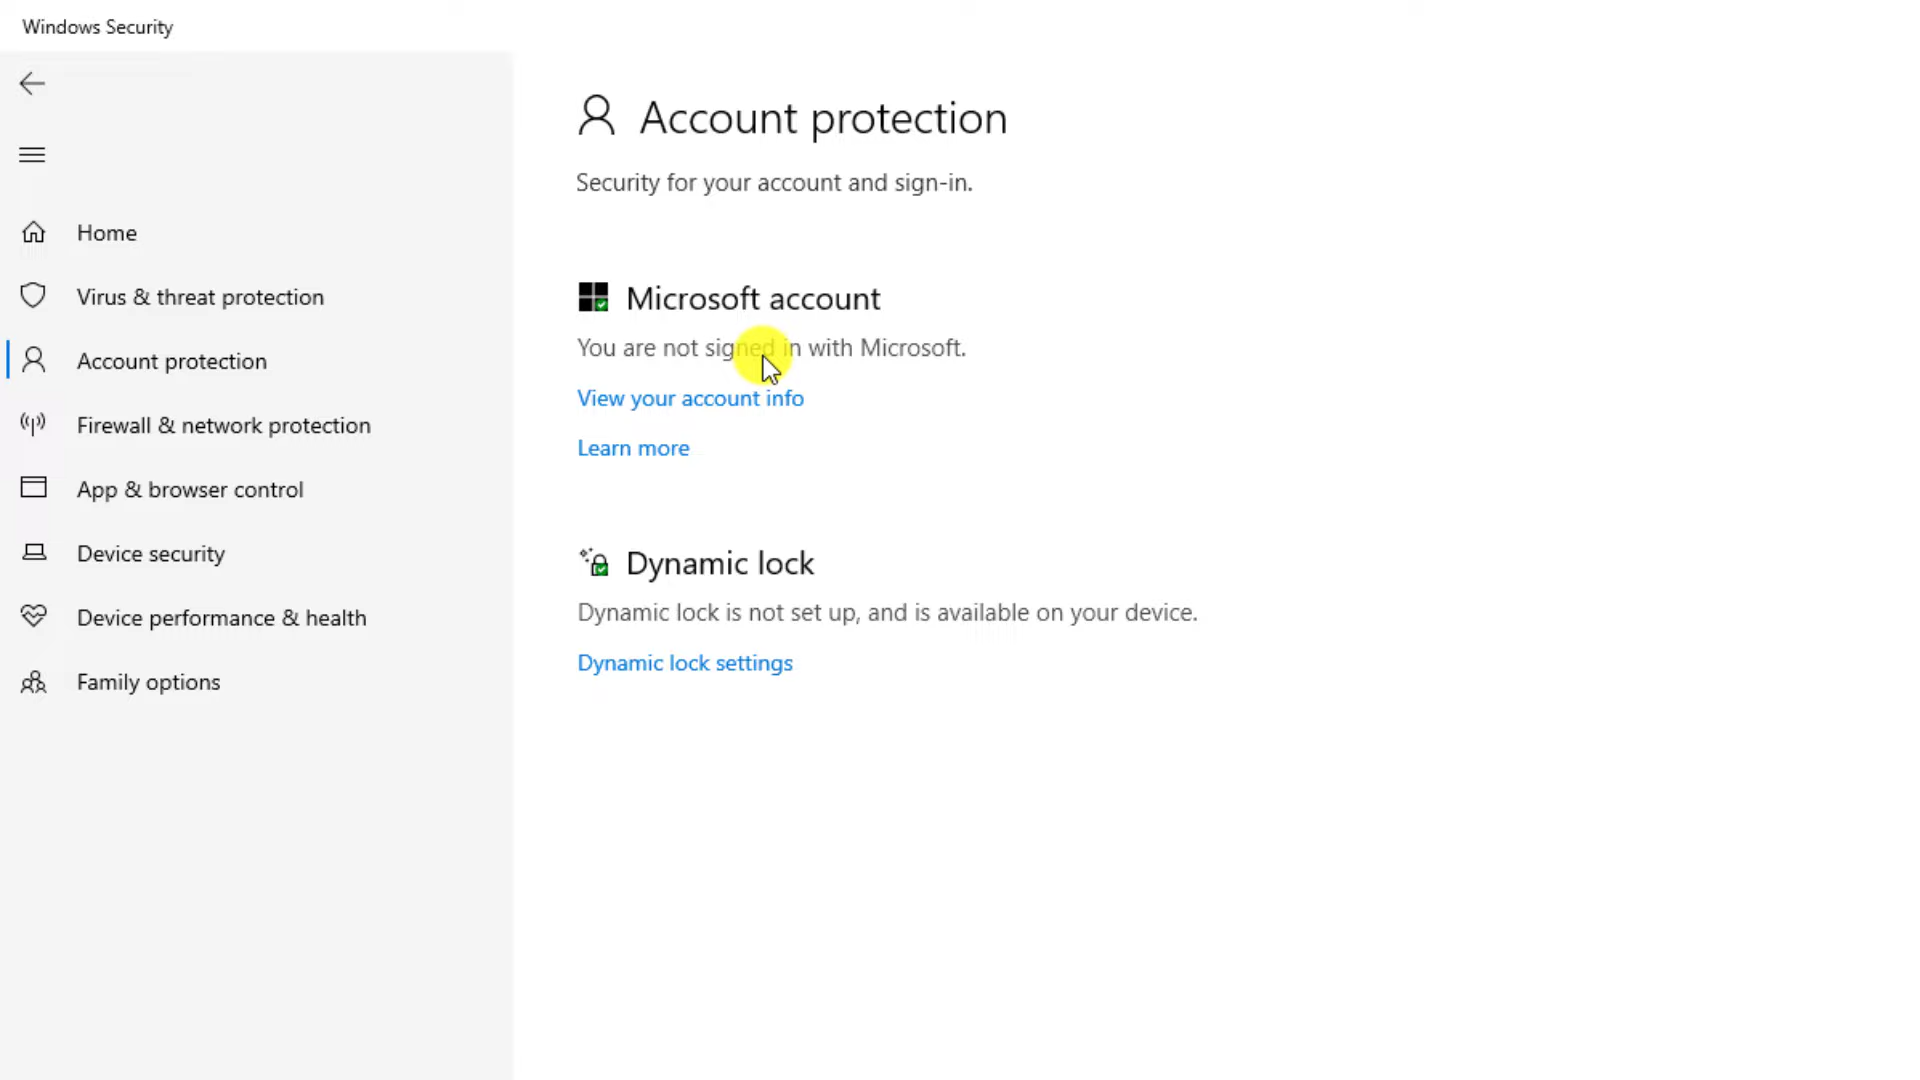 Windows Security
Home
Virus & threat protection
Account protection
Firewall & network protection
App & browser control
Device security
Device performance & health
Family options
Account protection
Security for your account and sign-in.
Microsoft account
You are not signed in with Microsoft.
View your account info
Learn more
Dynamic lock
Dynamic lock is not set up, and is available on your device.
Dynamic lock settings